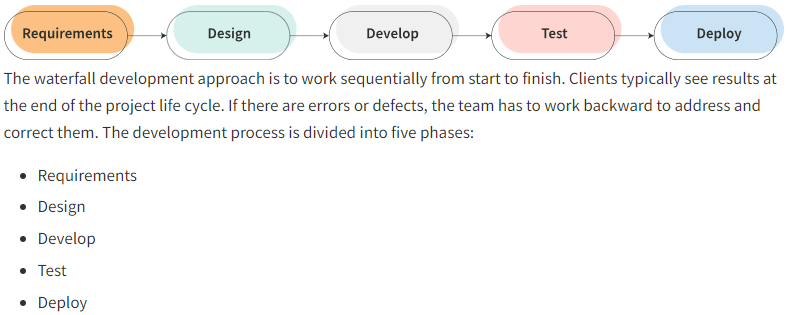 Requirements Design Develop Test Deploy
The waterfall development approach is to work sequentially from start to finish. Clients typically see results at
the end of the project life cycle. If there are errors or defects, the team has to work backward to address and
correct them. The development process is divided into five phases:
• Requirements
• Design
• Develop
• Test
• Deploy